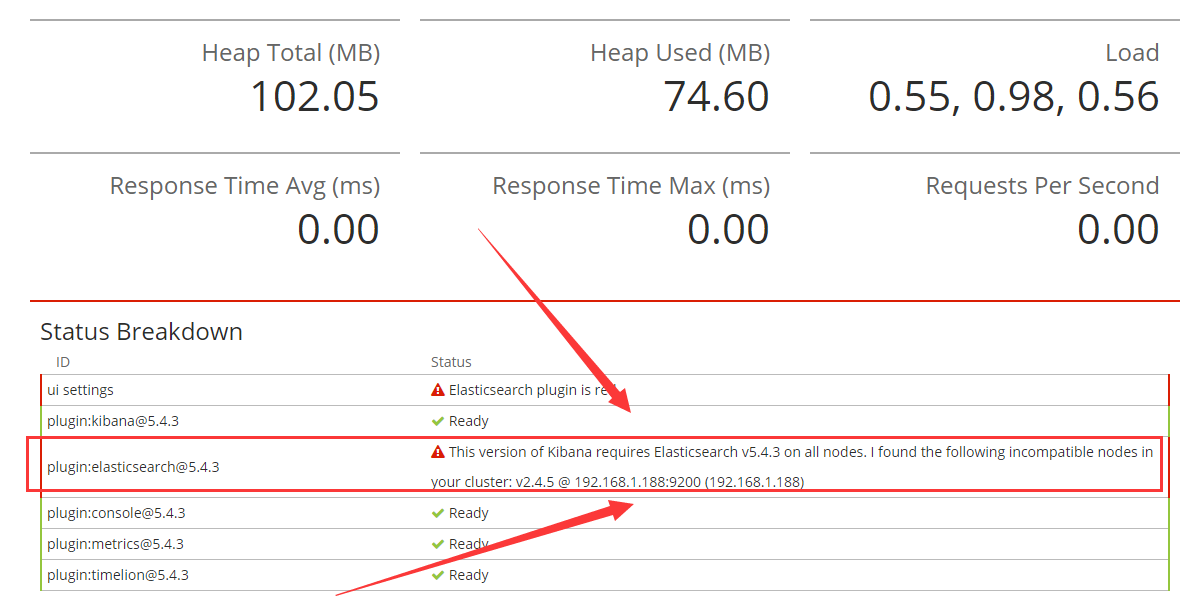 Heap Total (MB) Heap Used (MB) Load
102.05 74.60 0.55, 0.98, 0.56
Response Time Avg (ms) Response Time Max (ms) Requests Per Second
0.00 0.00 0.00
Status Breakdown
ID Status
ui settings Elasticsearch plugin is red
plugin:kibana@5.4.3 Ready
plugin:elasticsearch@5.4.3 This version of Kibana requires Elasticsearch v5.4.3 on all nodes. I found the following incompatible nodes in
your cluster: v2.4.5 @ 192.168.1.188:9200 (192.168.1.188)
plugin:console@5.4.3 Ready
plugin:metrics@5.4.3 Ready
plugin:timelion@5.4.3 Ready